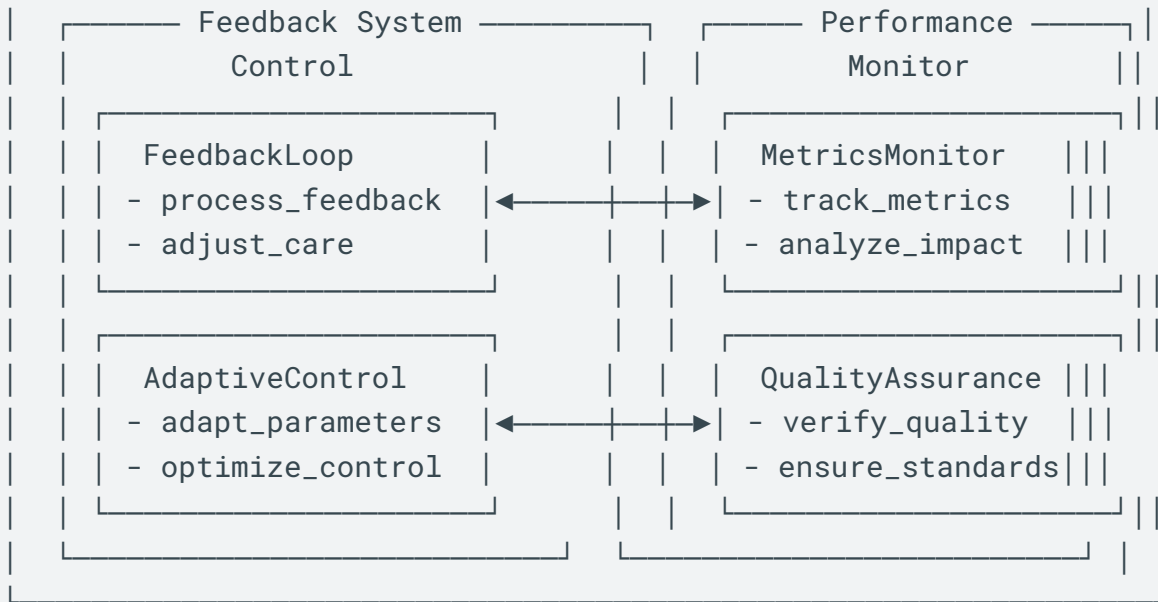 Feedback System Performance
Control Monitor
FeedbackLoop MetricsMonitor
- process_feedback - track_metrics
- adjust_care - analyze_impact
AdaptiveControl QualityAssurance
- adapt_parameters - verify_quality
- optimize_control - ensure_standards